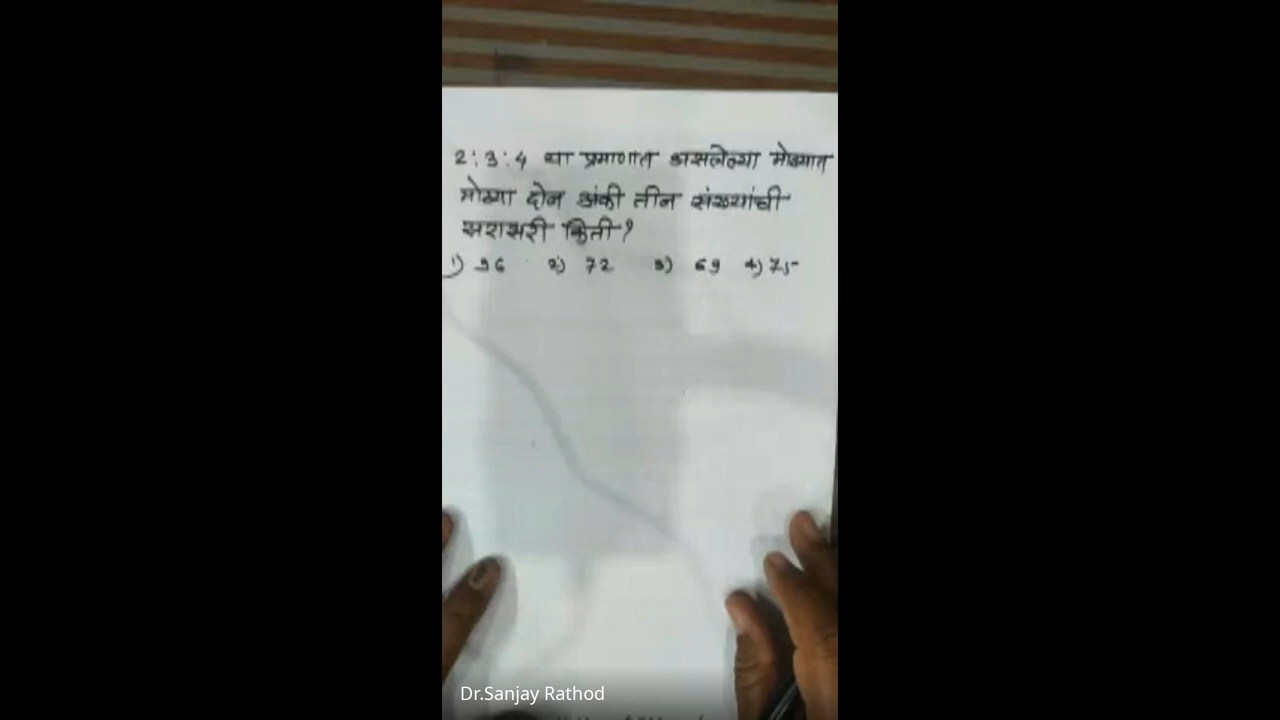 2:3:4 या प्रमाणात असलेल्या मोठ्यात
मोठ्या दोन अंकी तीन संख्यांची
सरासरी किती?
1) 96 2) 72 3) 69 4) 75
Dr.Sanjay Rathod